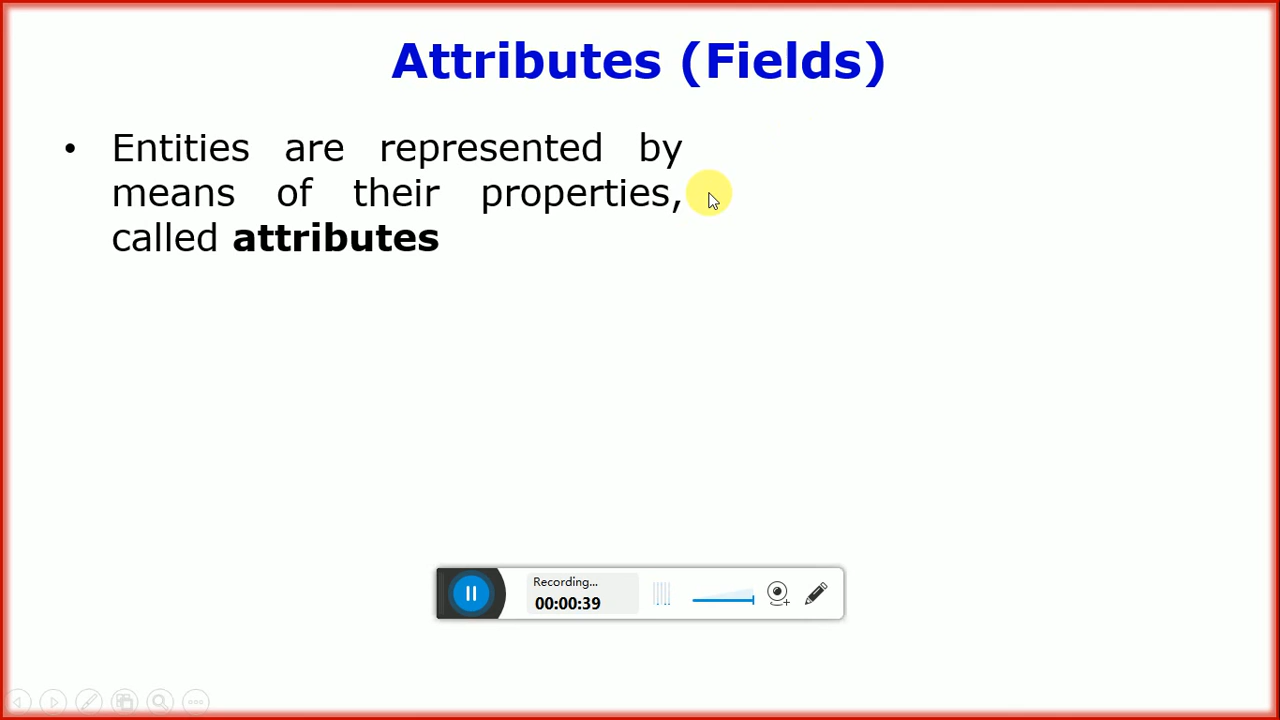 Attributes (Fields)
• Entities are represented by
means of their properties,
called attributes
Recording...
00:00:39